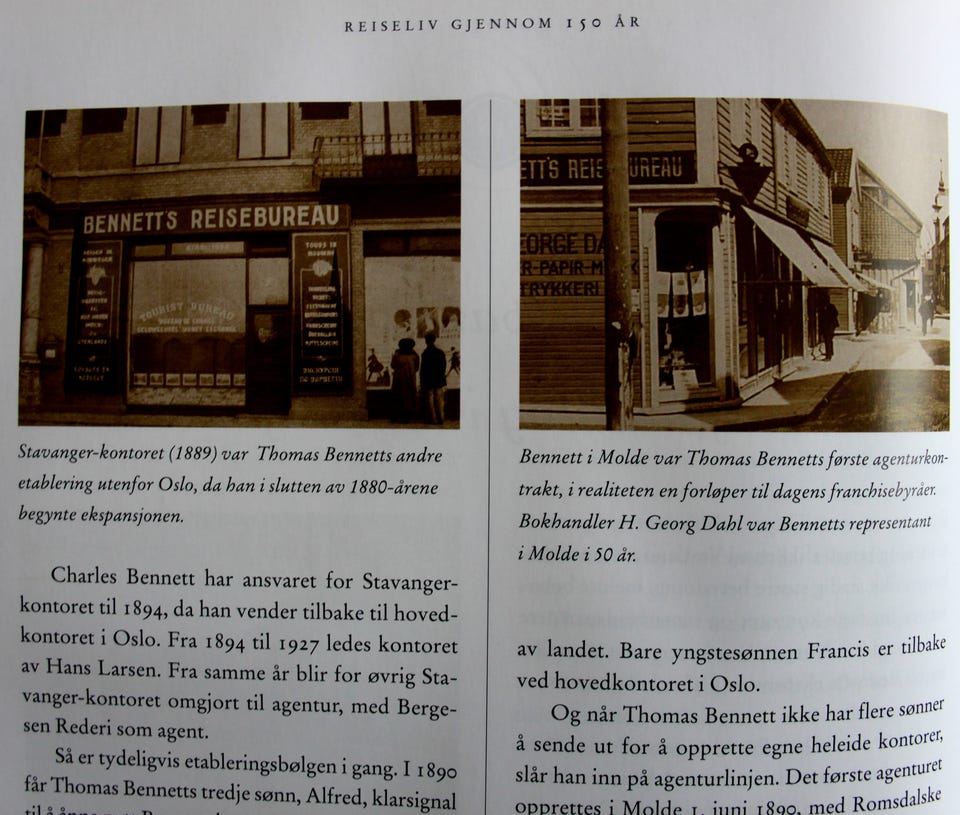 REISELIV GJENNOM 150 ÅR
BENNETT'S REISEBUREAU
TOURS IN
TOURIST BUREAU
ETT'S REIS
UREAU
EORGE DA
R-PAPIR-M
TRYKKERI
Stavanger-kontoret (1889) var Thomas Bennetts andre
etablering utenfor Oslo, da han i slutten av 1880-årene
begynte ekspansjonen.
Charles Bennett har ansvaret for Stavanger-
kontoret til 1894, da han vender tilbake til hoved-
kontoret i Oslo. Fra 1894 til 1927 ledes kontoret
av Hans Larsen. Fra samme år blir for øvrig Sta-
vanger-kontoret omgjort til agentur, med Berge-
sen Rederi som agent.
Så er tydeligvis etableringsbølgen i gang. I 1890
får Thomas Bennetts tredje sønn, Alfred, klarsignal
Bennett i Molde var Thomas Bennetts første agenturkon-
trakt, i realiteten en forløper til dagens franchisebyråer.
Bokhandler H. Georg Dahl var Bennetts representant
i Molde i 50 år.
av landet. Bare yngstesønnen Francis er tilbake
ved hovedkontoret i Oslo.
Og når Thomas Bennett ikke har flere sønner
å sende ut for å opprette egne heleide kontorer,
slår han inn på agenturlinjen. Det første agenturet
opprettes i Molde 1. juni 1890, med Romsdalske